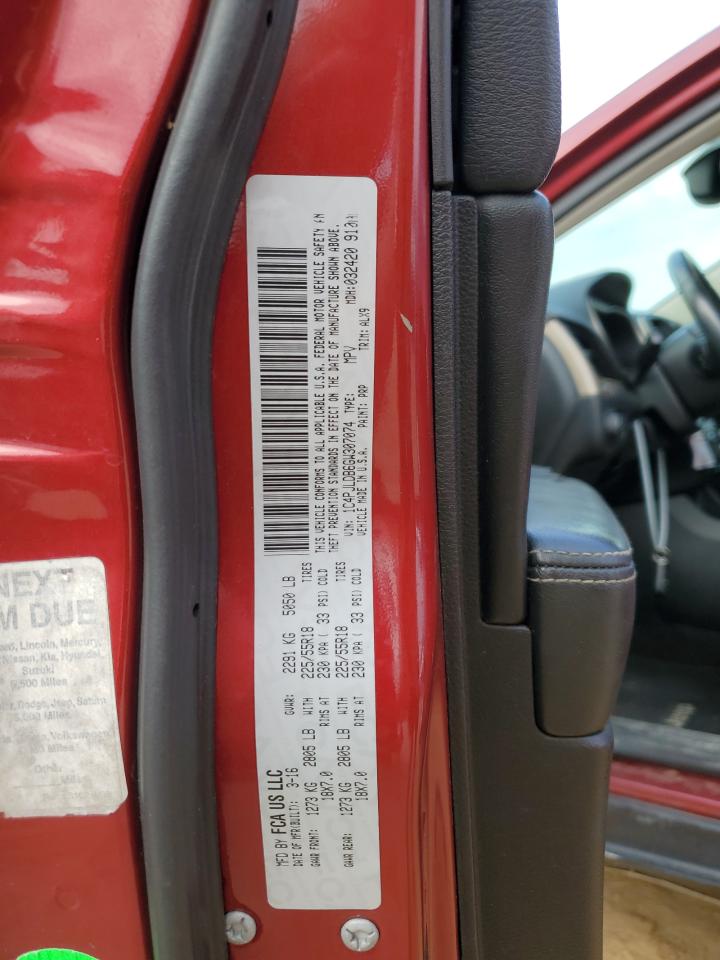 MFD BY FCA US LLC
DATE OF MFR(BUILT): 3-16 GVWR: 2291 KG 5050 LB
GAWR FRONT: 1273 KG 2805 LB WITH 225/55R18 TIRES
18X7.0 RIMS AT 230 KPA ( 33 PSI) COLD
GAWR REAR: 1273 KG 2805 LB WITH 225/55R18 TIRES
18X7.0 RIMS AT 230 KPA ( 33 PSI) COLD
THIS VEHICLE CONFORMS TO ALL APPLICABLE U.S.A. FEDERAL MOTOR VEHICLE SAFETY
THEFT PREVENTION STANDARDS IN EFFECT ON THE DATE OF MANUFACTURE SHOWN ABOVE.
VIN: 1C4PJLDB6GW307074 TYPE: MPV MDH:032420 910
VEHICLE MADE IN U.S.A. PAINT: PRP TRIM: ALX9
NEXT
M DUE
Lincoln, Mercury,
Nissan, Kia, Hyundai
Suzuki
Miles
Dodge, Jeep, Saturn
Miles
Volkswagen
Miles
Other